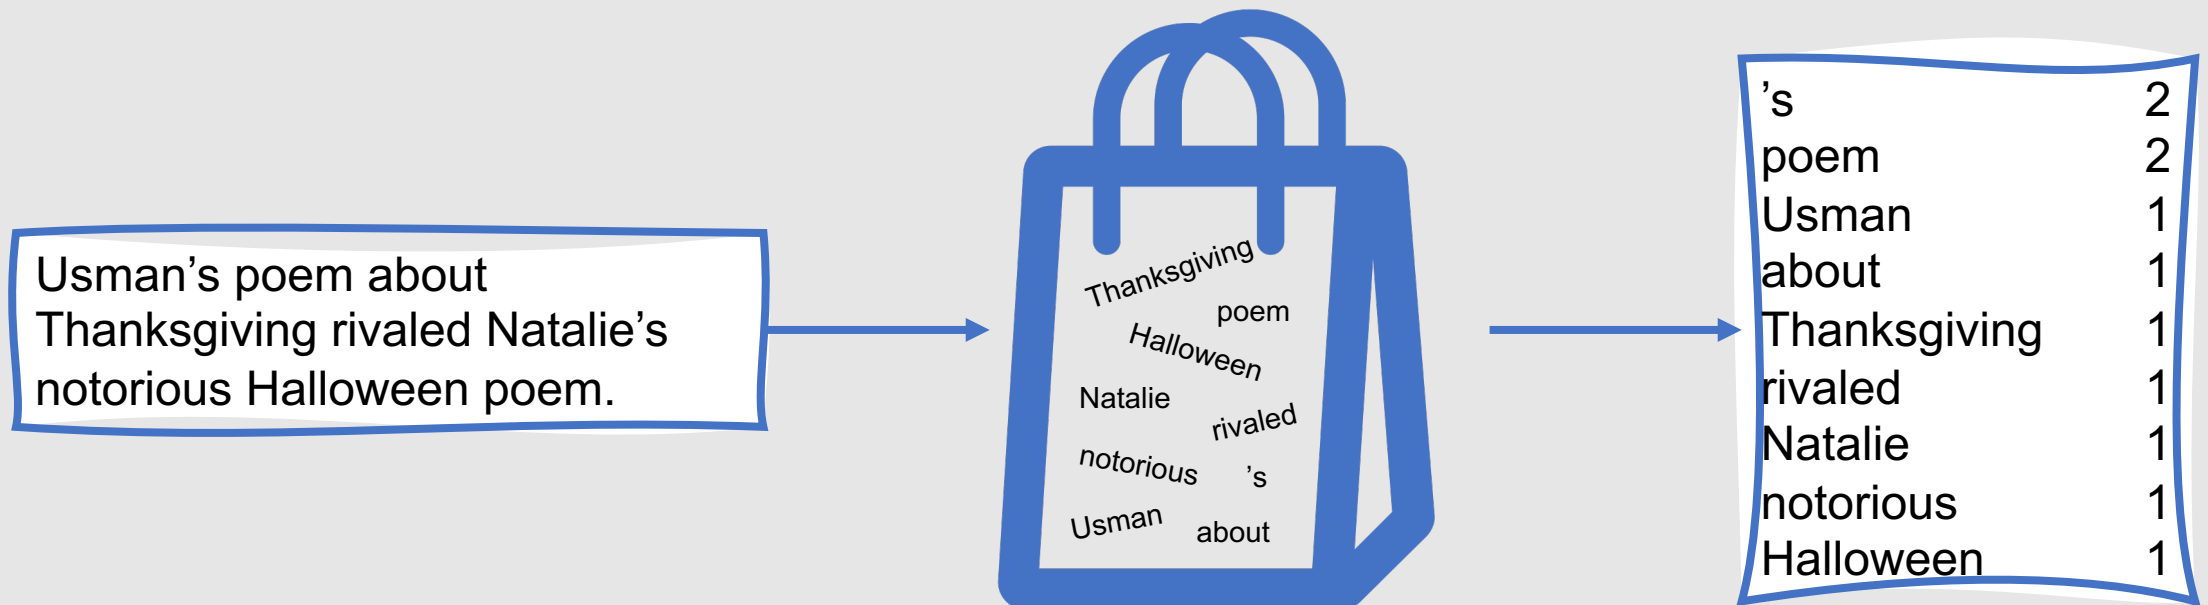 Usman’s poem about
Thanksgiving rivaled Natalie’s
notorious Halloween poem.
Thanksgiving
poem
Halloween
Natalie
rivaled
notorious
’s
Usman
about
’s 2
poem 2
Usman 1
about 1
Thanksgiving 1
rivaled 1
Natalie 1
notorious 1
Halloween 1